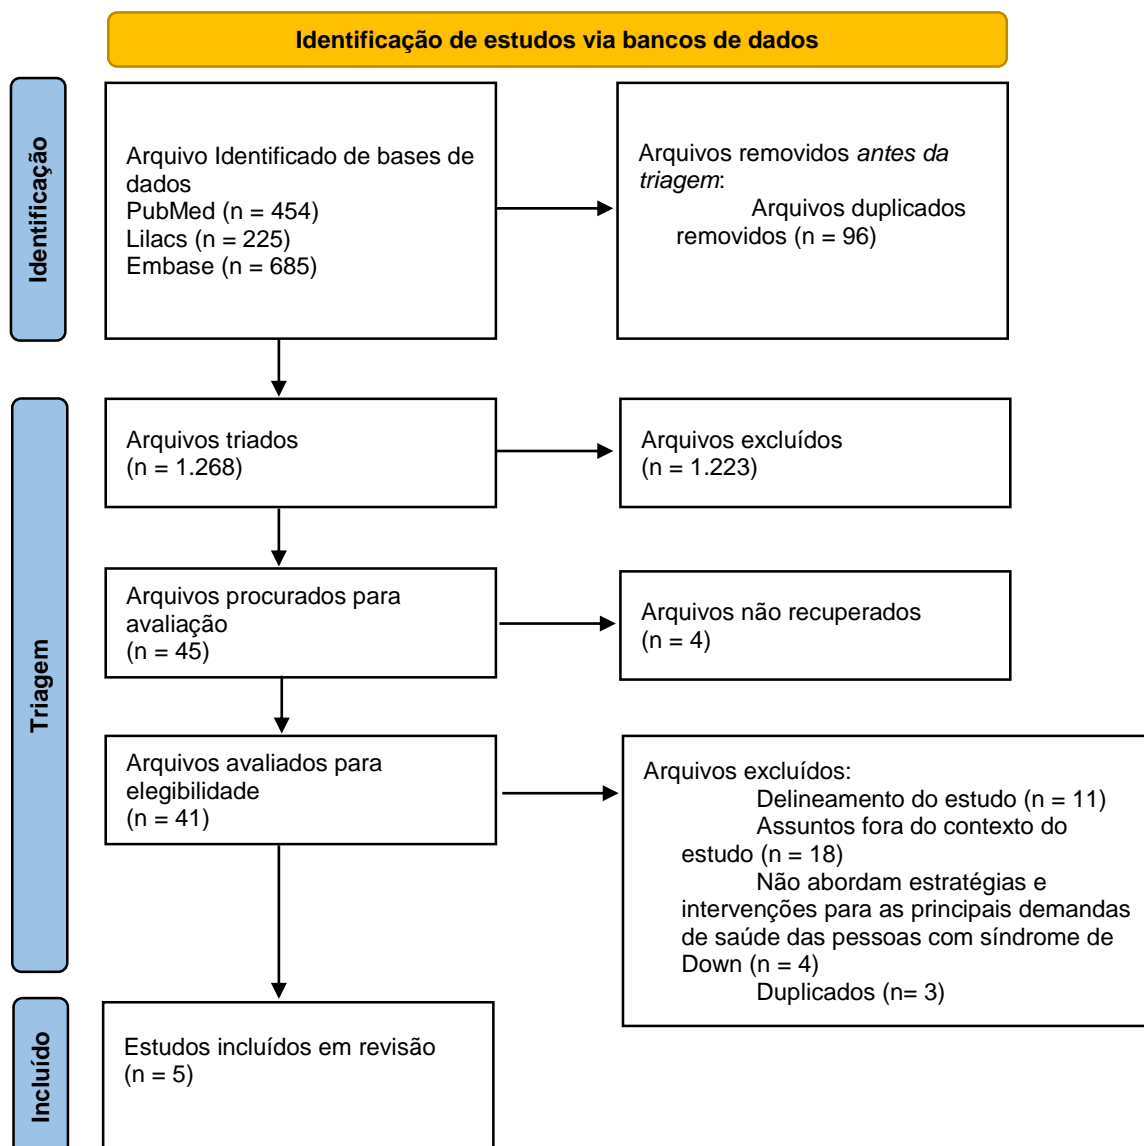 Identificação de estudos via bancos de dados
Identificação
Arquivo Identificado de bases de
dados
PubMed (n = 454)
Lilacs (n = 225)
Embase (n = 685)
Arquivos removidos antes da
triagem:
Arquivos duplicados
removidos (n = 96)
Triagem
Arquivos triados
(n = 1.268)
Arquivos excluídos
(n = 1.223)
Arquivos procurados para
avaliação
(n = 45)
Arquivos não recuperados
(n = 4)
Arquivos avaliados para
elegibilidade
(n = 41)
Arquivos excluídos:
Delineamento do estudo (n = 11)
Assuntos fora do contexto do
estudo (n = 18)
Não abordam estratégias e
intervenções para as principais demandas
de saúde das pessoas com síndrome de
Down (n = 4)
Duplicados (n= 3)
Incluído
Estudos incluídos em revisão
(n = 5)